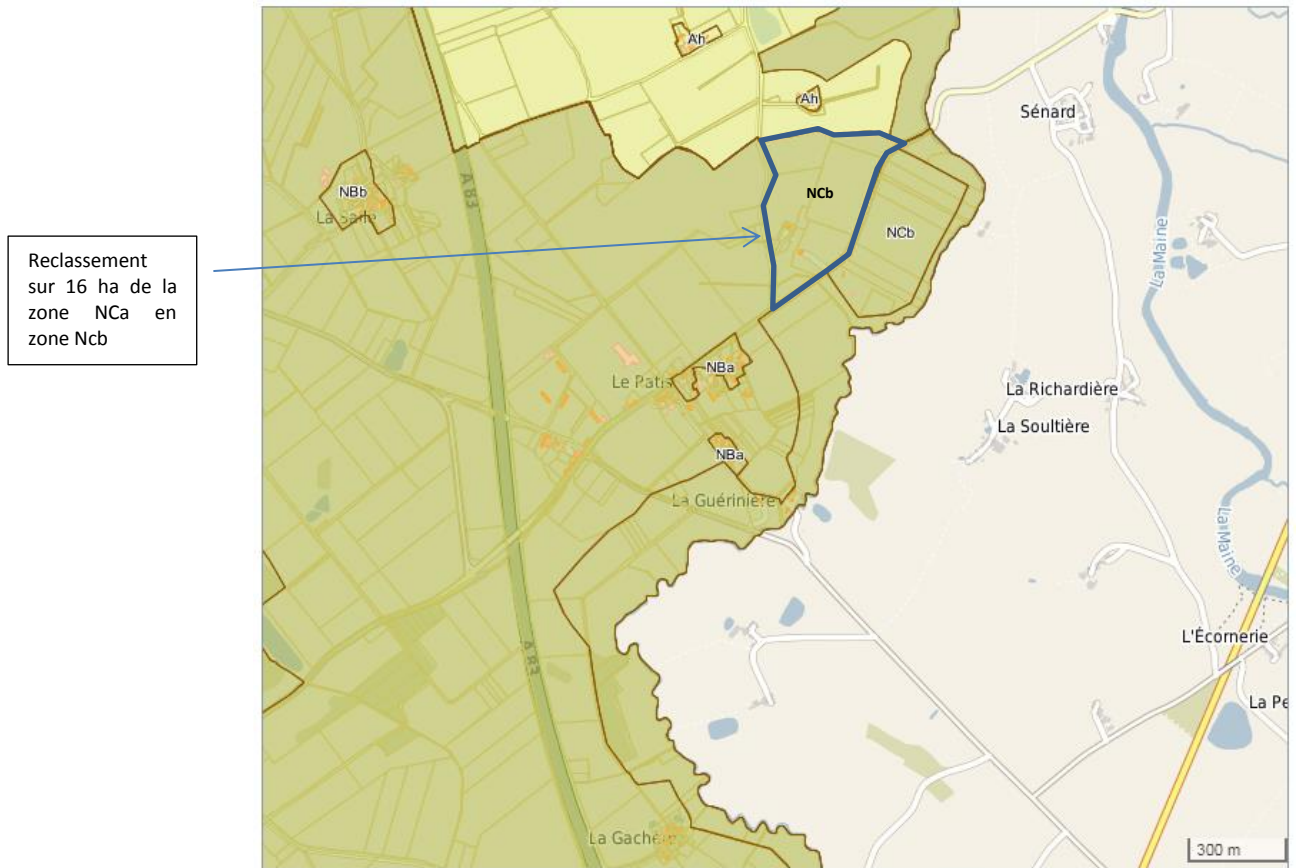 Ah
Ah
Sénard
A 83
NBb
La Salle
NCb
NCb
La Maine
Reclassement
sur 16 ha de la
zone NCa en
zone Ncb
NBa
Le Patis
La Richardière
La Soultière
NBa
La Guérinière
La Maine
L'Écornerie
A 83
La Pe
La Gachère
300 m